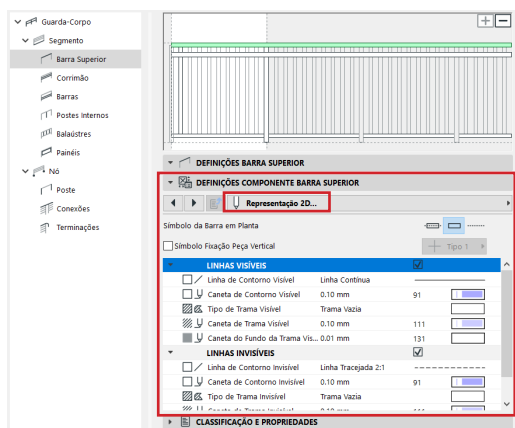 Guarda-Corpo
Segmento
Barra Superior
Corrimão
Barras
Postes Internos
Balaústres
Painéis
Nó
Poste
Conexões
Terminações
DEFINIÇÕES BARRA SUPERIOR
DEFINIÇÕES COMPONENTE BARRA SUPERIOR
Representação 2D...
Símbolo da Barra em Planta
Símbolo Fixação Peça Vertical Tipo 1
LINHAS VISÍVEIS
Linha de Contorno Visível Linha Contínua
Caneta de Contorno Visível 0.10 mm 91
Tipo de Trama Visível Trama Vazia
Caneta de Trama Visível 0.10 mm 111
Caneta do Fundo da Trama Vis... 0.01 mm 131
LINHAS INVISÍVEIS
Linha de Contorno Invisível Linha Tracejada 2:1
Caneta de Contorno Invisível 0.10 mm 91
Tipo de Trama Invisível Trama Vazia
CLASSIFICAÇÃO E PROPRIEDADES